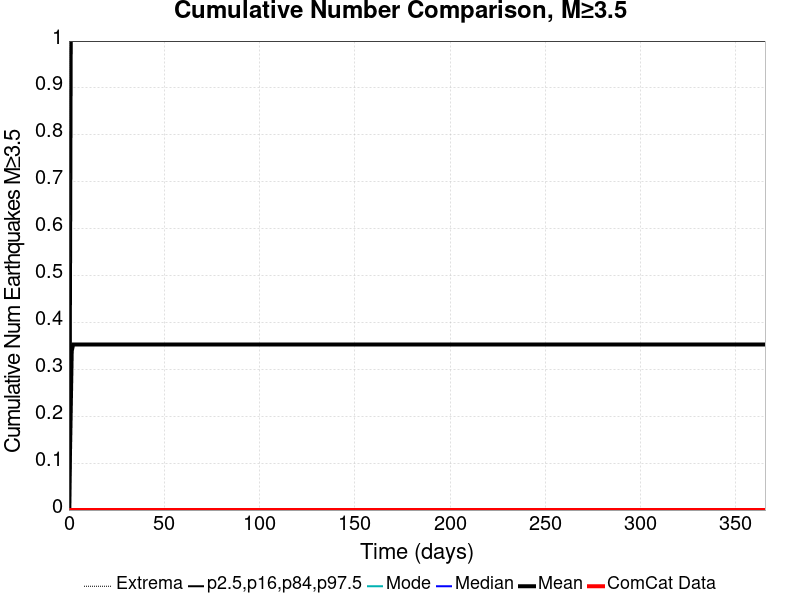 Cumulative Number Comparison, M≥3.5
Cumulative Num Earthquakes M≥3.5
1
0.9
0.8
0.7
0.6
0.5
0.4
0.3
0.2
0.1
0
0 50 100 150 200 250 300 350
Time (days)
Extrema p2.5,p16,p84,p97.5 Mode Median Mean ComCat Data